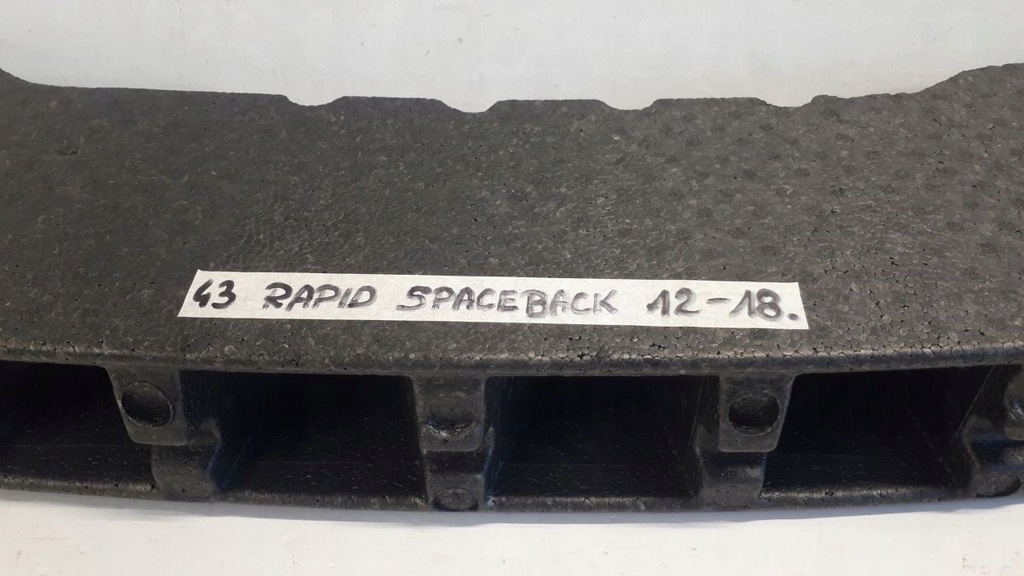 43 RAPID SPACEBACK 12-18.